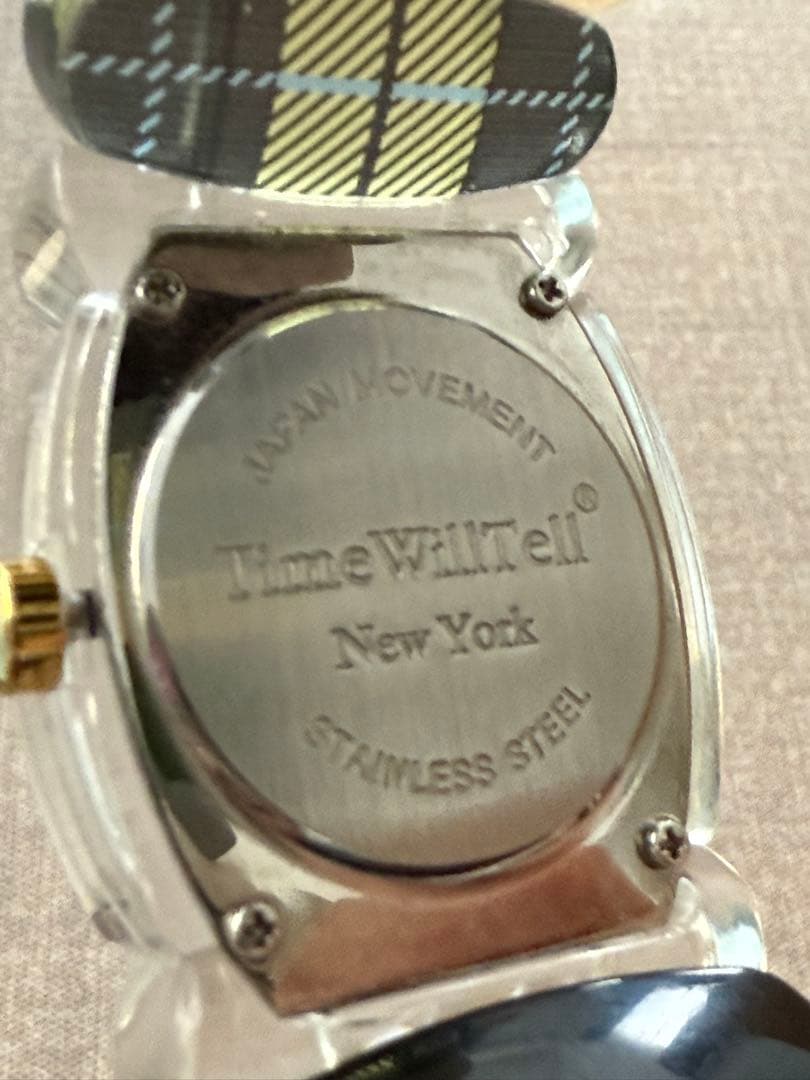 JAPAN MOVEMENT
TimeWillTell®
New York
STAINLESS STEEL